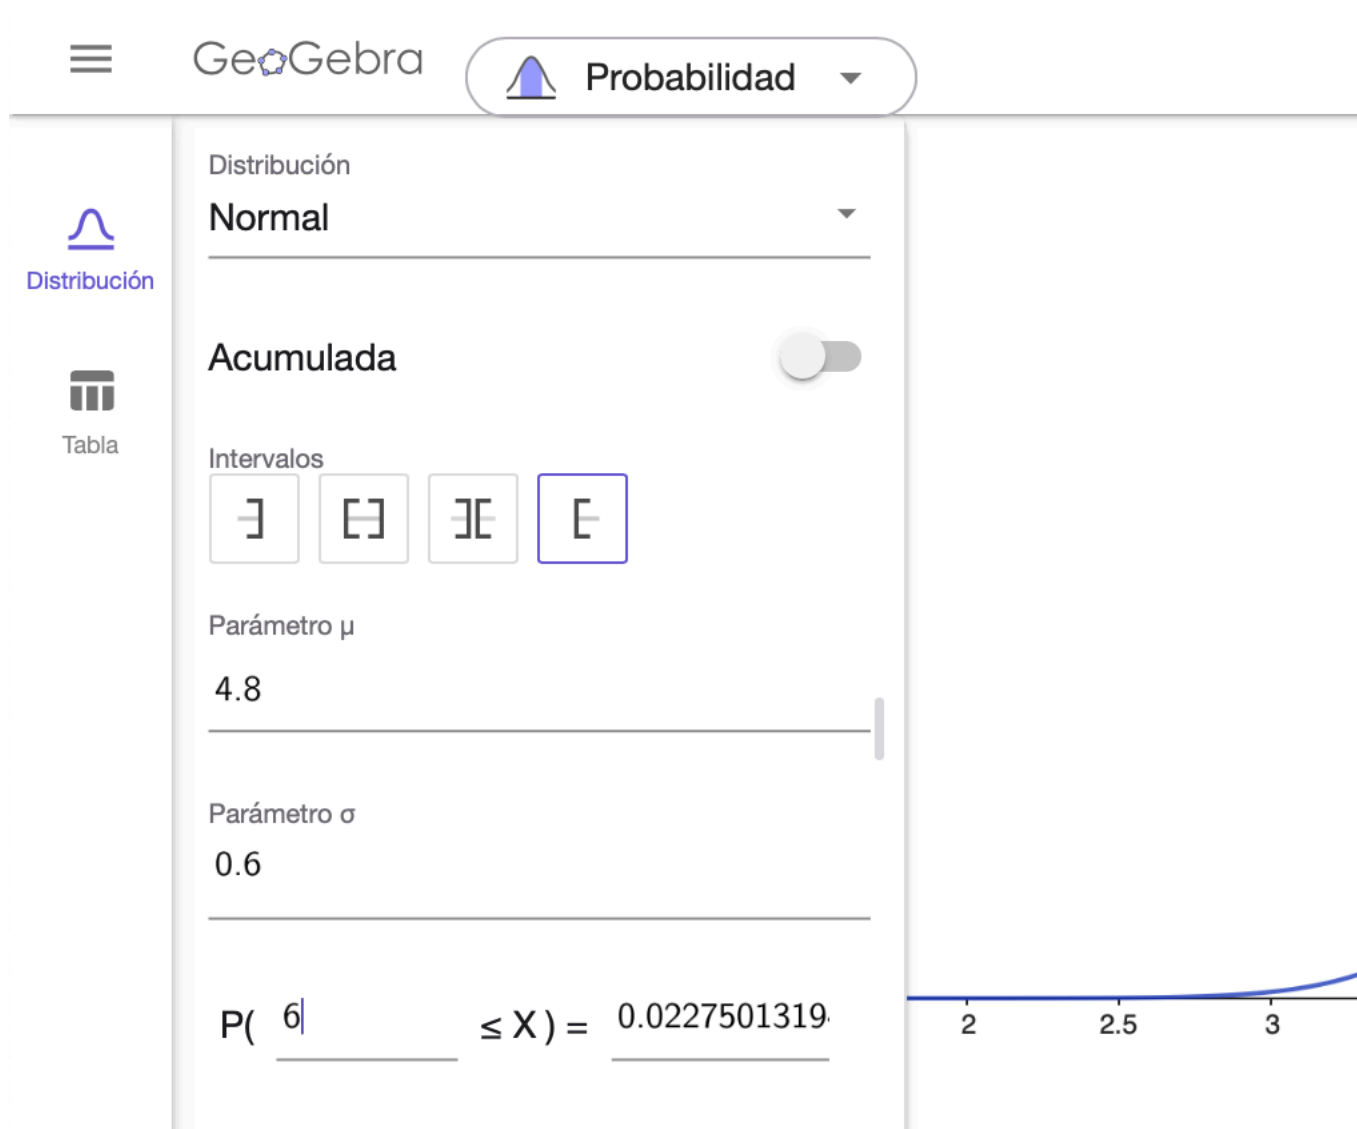 GeoGebra
Probabilidad
Distribución
Tabla
Distribución
Normal
Acumulada
Intervalos
Parámetro μ
4.8
Parámetro σ
0.6
P( 6 ≤ X ) = 0.0227501319
2 2.5 3